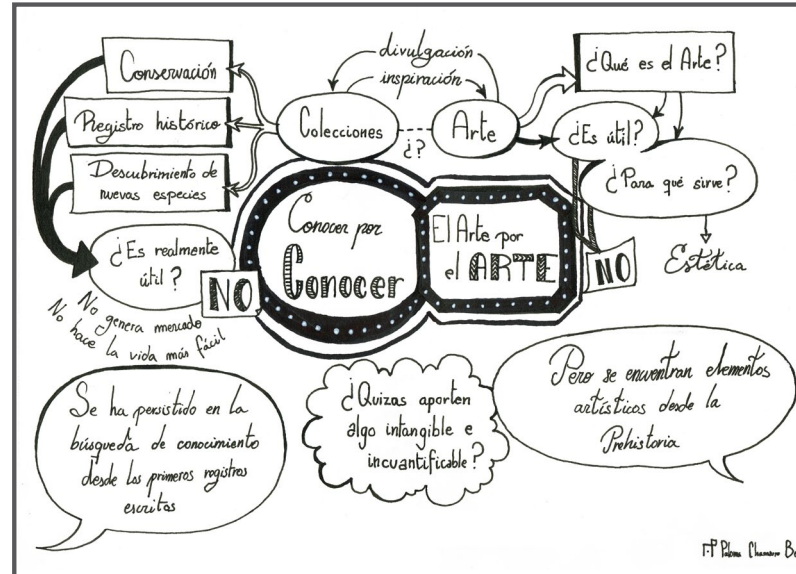 divulgación
inspiración
Conservación
Registro histórico
Descubrimiento de
nuevas especies
Colecciones
¿?
Arte
¿Qué es el Arte?
¿Es útil?
¿Para qué sirve?
Estética
¿Es realmente
útil?
NO
No genera mercado
No hace la vida más fácil
Conocer por
Conocer
El Arte por
el ARTE
NO
Se ha persistido en la
búsqueda de conocimiento
desde los primeros registros
escritos
¿Quizas aporten
algo intangible e
incuantificable?
Pero se encuentran elementos
artísticos desde la
Prehistoria
Paloma Chamorro